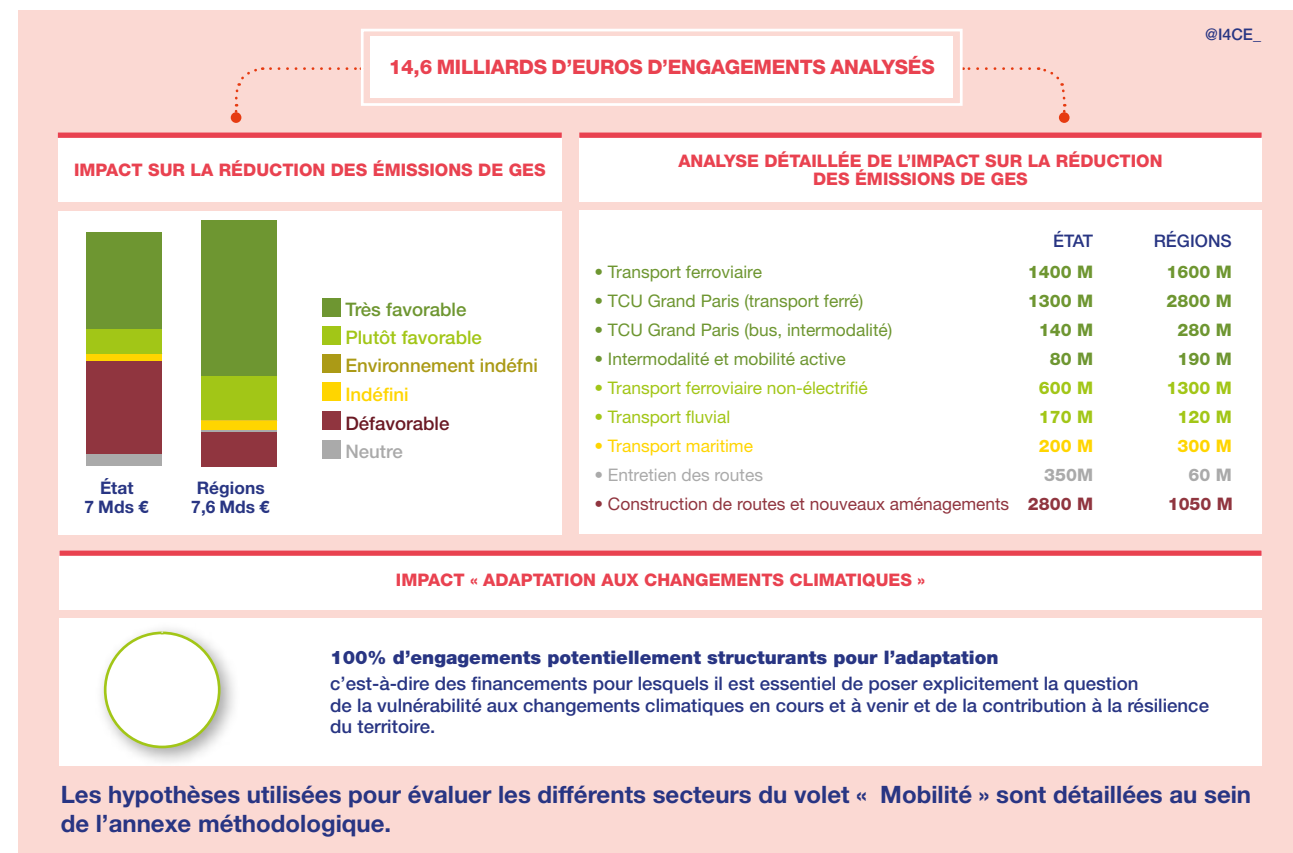 @I4CE_
14,6 MILLIARDS D'EUROS D'ENGAGEMENTS ANALYSÉS
IMPACT SUR LA RÉDUCTION DES ÉMISSIONS DE GES
Très favorable
Plutôt favorable
Environnement indéfni
Indéfini
Défavorable
Neutre
État
7 Mds €
Régions
7,6 Mds €
ANALYSE DÉTAILLÉE DE L'IMPACT SUR LA RÉDUCTION
DES ÉMISSIONS DE GES
ÉTAT RÉGIONS
• Transport ferroviaire 1400 M 1600 M
• TCU Grand Paris (transport ferré) 1300 M 2800 M
• TCU Grand Paris (bus, intermodalité) 140 M 280 M
• Intermodalité et mobilité active 80 M 190 M
• Transport ferroviaire non-électrifié 600 M 1300 M
• Transport fluvial 170 M 120 M
• Transport maritime 200 M 300 M
• Entretien des routes 350M 60 M
• Construction de routes et nouveaux aménagements 2800 M 1050 M
IMPACT « ADAPTATION AUX CHANGEMENTS CLIMATIQUES »
100% d'engagements potentiellement structurants pour l'adaptation
c'est-à-dire des financements pour lesquels il est essentiel de poser explicitement la question
de la vulnérabilité aux changements climatiques en cours et à venir et de la contribution à la résilience
du territoire.
Les hypothèses utilisées pour évaluer les différents secteurs du volet « Mobilité » sont détaillées au sein
de l'annexe méthodologique.